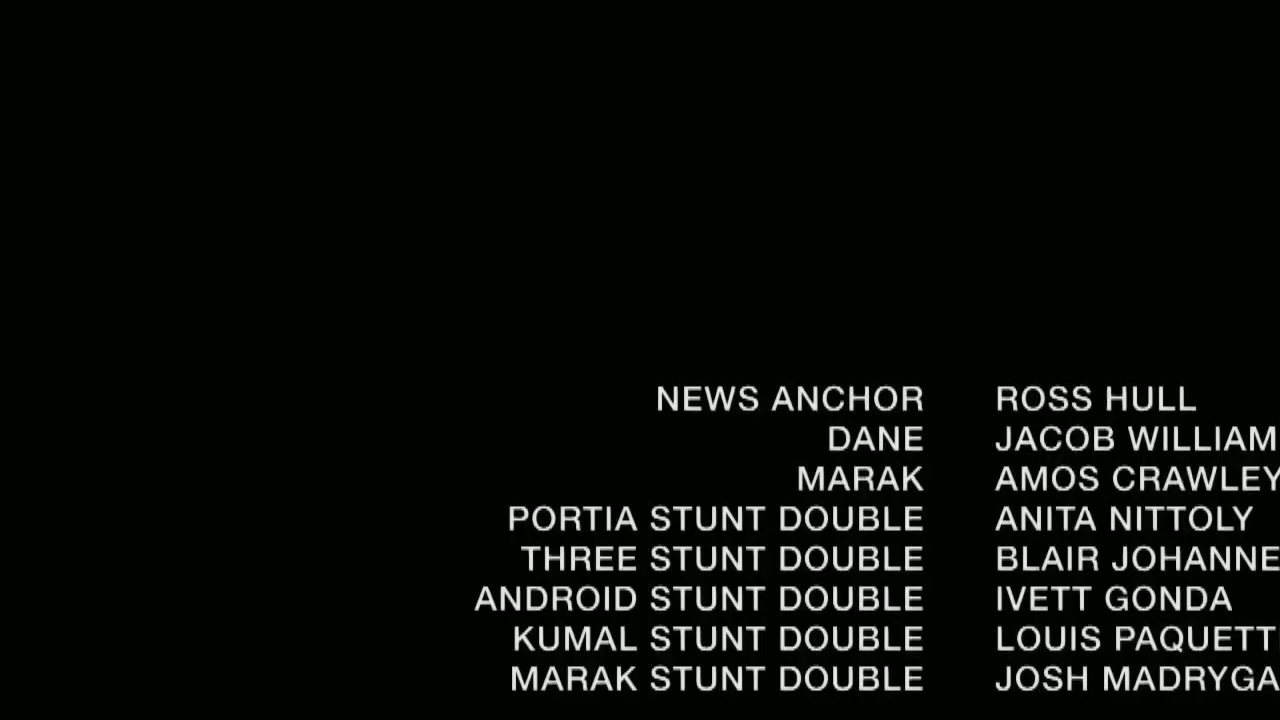 NEWS ANCHOR ROSS HULL
DANE JACOB WILLIAM
MARAK AMOS CRAWLEY
PORTIA STUNT DOUBLE ANITA NITTOLY
THREE STUNT DOUBLE BLAIR JOHANNE
ANDROID STUNT DOUBLE IVETT GONDA
KUMAL STUNT DOUBLE LOUIS PAQUETT
MARAK STUNT DOUBLE JOSH MADRYGA